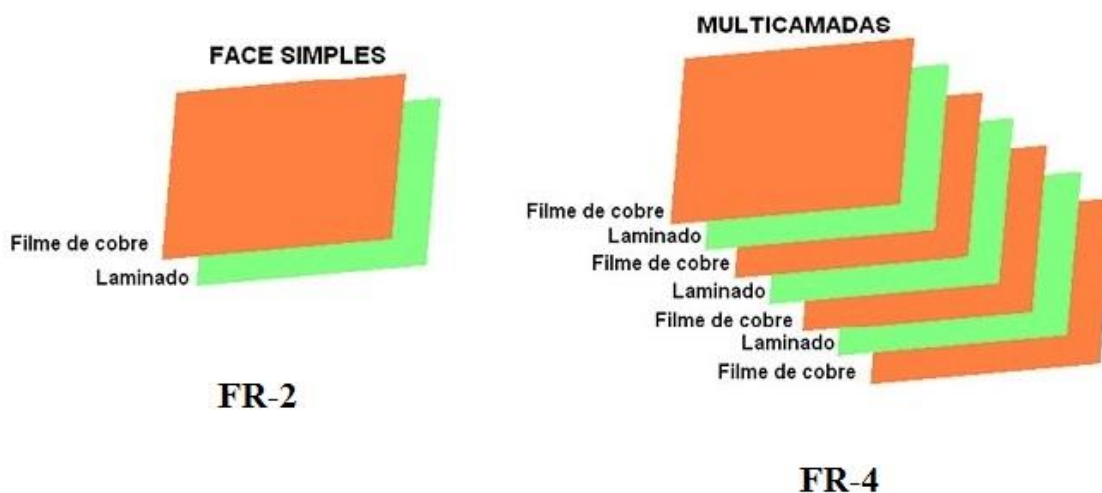 FACE SIMPLES
Filme de cobre
Laminado
FR-2
MULTICAMADAS
Filme de cobre
Laminado
Filme de cobre
Laminado
Filme de cobre
Laminado
Filme de cobre
FR-4